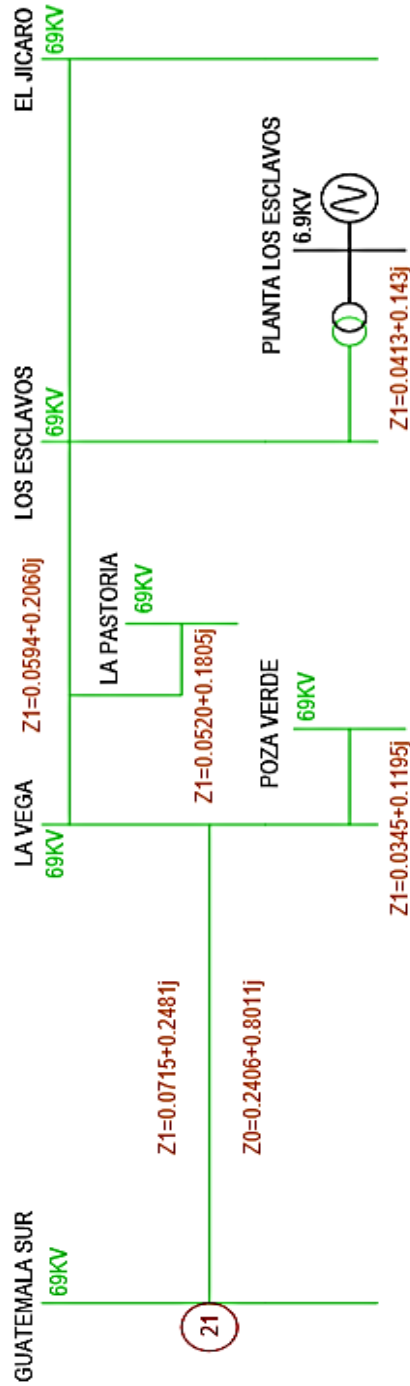 GUATEMALA SUR
69KV
21
Z1=0.0715+0.2481j
Z0=0.2406+0.8011j
LA VEGA
69KV
Z1=0.0594+0.2060j
LA PASTORIA
69KV
Z1=0.0520+0.1805j
POZA VERDE
69KV
Z1=0.0345+0.1195j
LOS ESCLAVOS
69KV
PLANTA LOS ESCLAVOS
6.9KV
Z1=0.0413+0.143j
EL JICARO
69KV